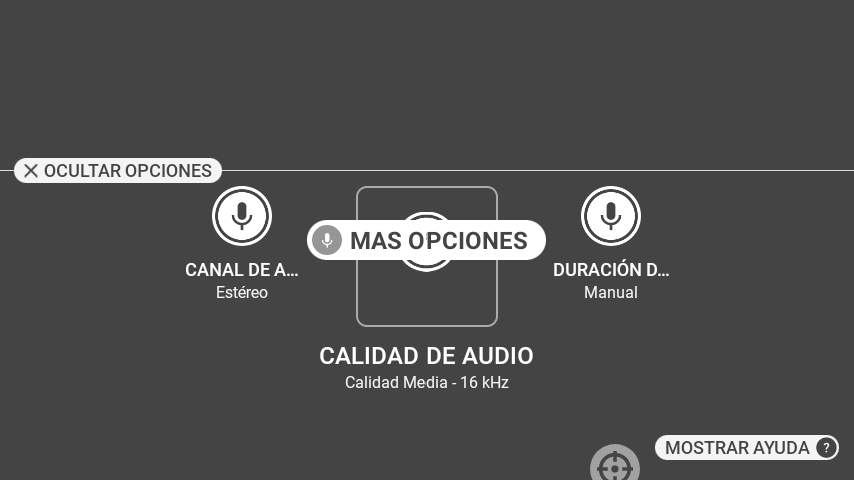 OCULTAR OPCIONES
MAS OPCIONES
CANAL DE A...
Estéreo
DURACIÓN D...
Manual
CALIDAD DE AUDIO
Calidad Media - 16 kHz
MOSTRAR AYUDA ?